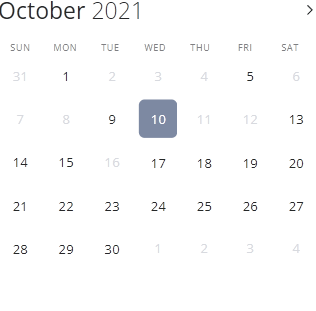 October 2021
SUN MON TUE WED THU FRI SAT
31 1 2 3 4 5 6
7 8 9 10 11 12 13
14 15 16 17 18 19 20
21 22 23 24 25 26 27
28 29 30 1 2 3 4